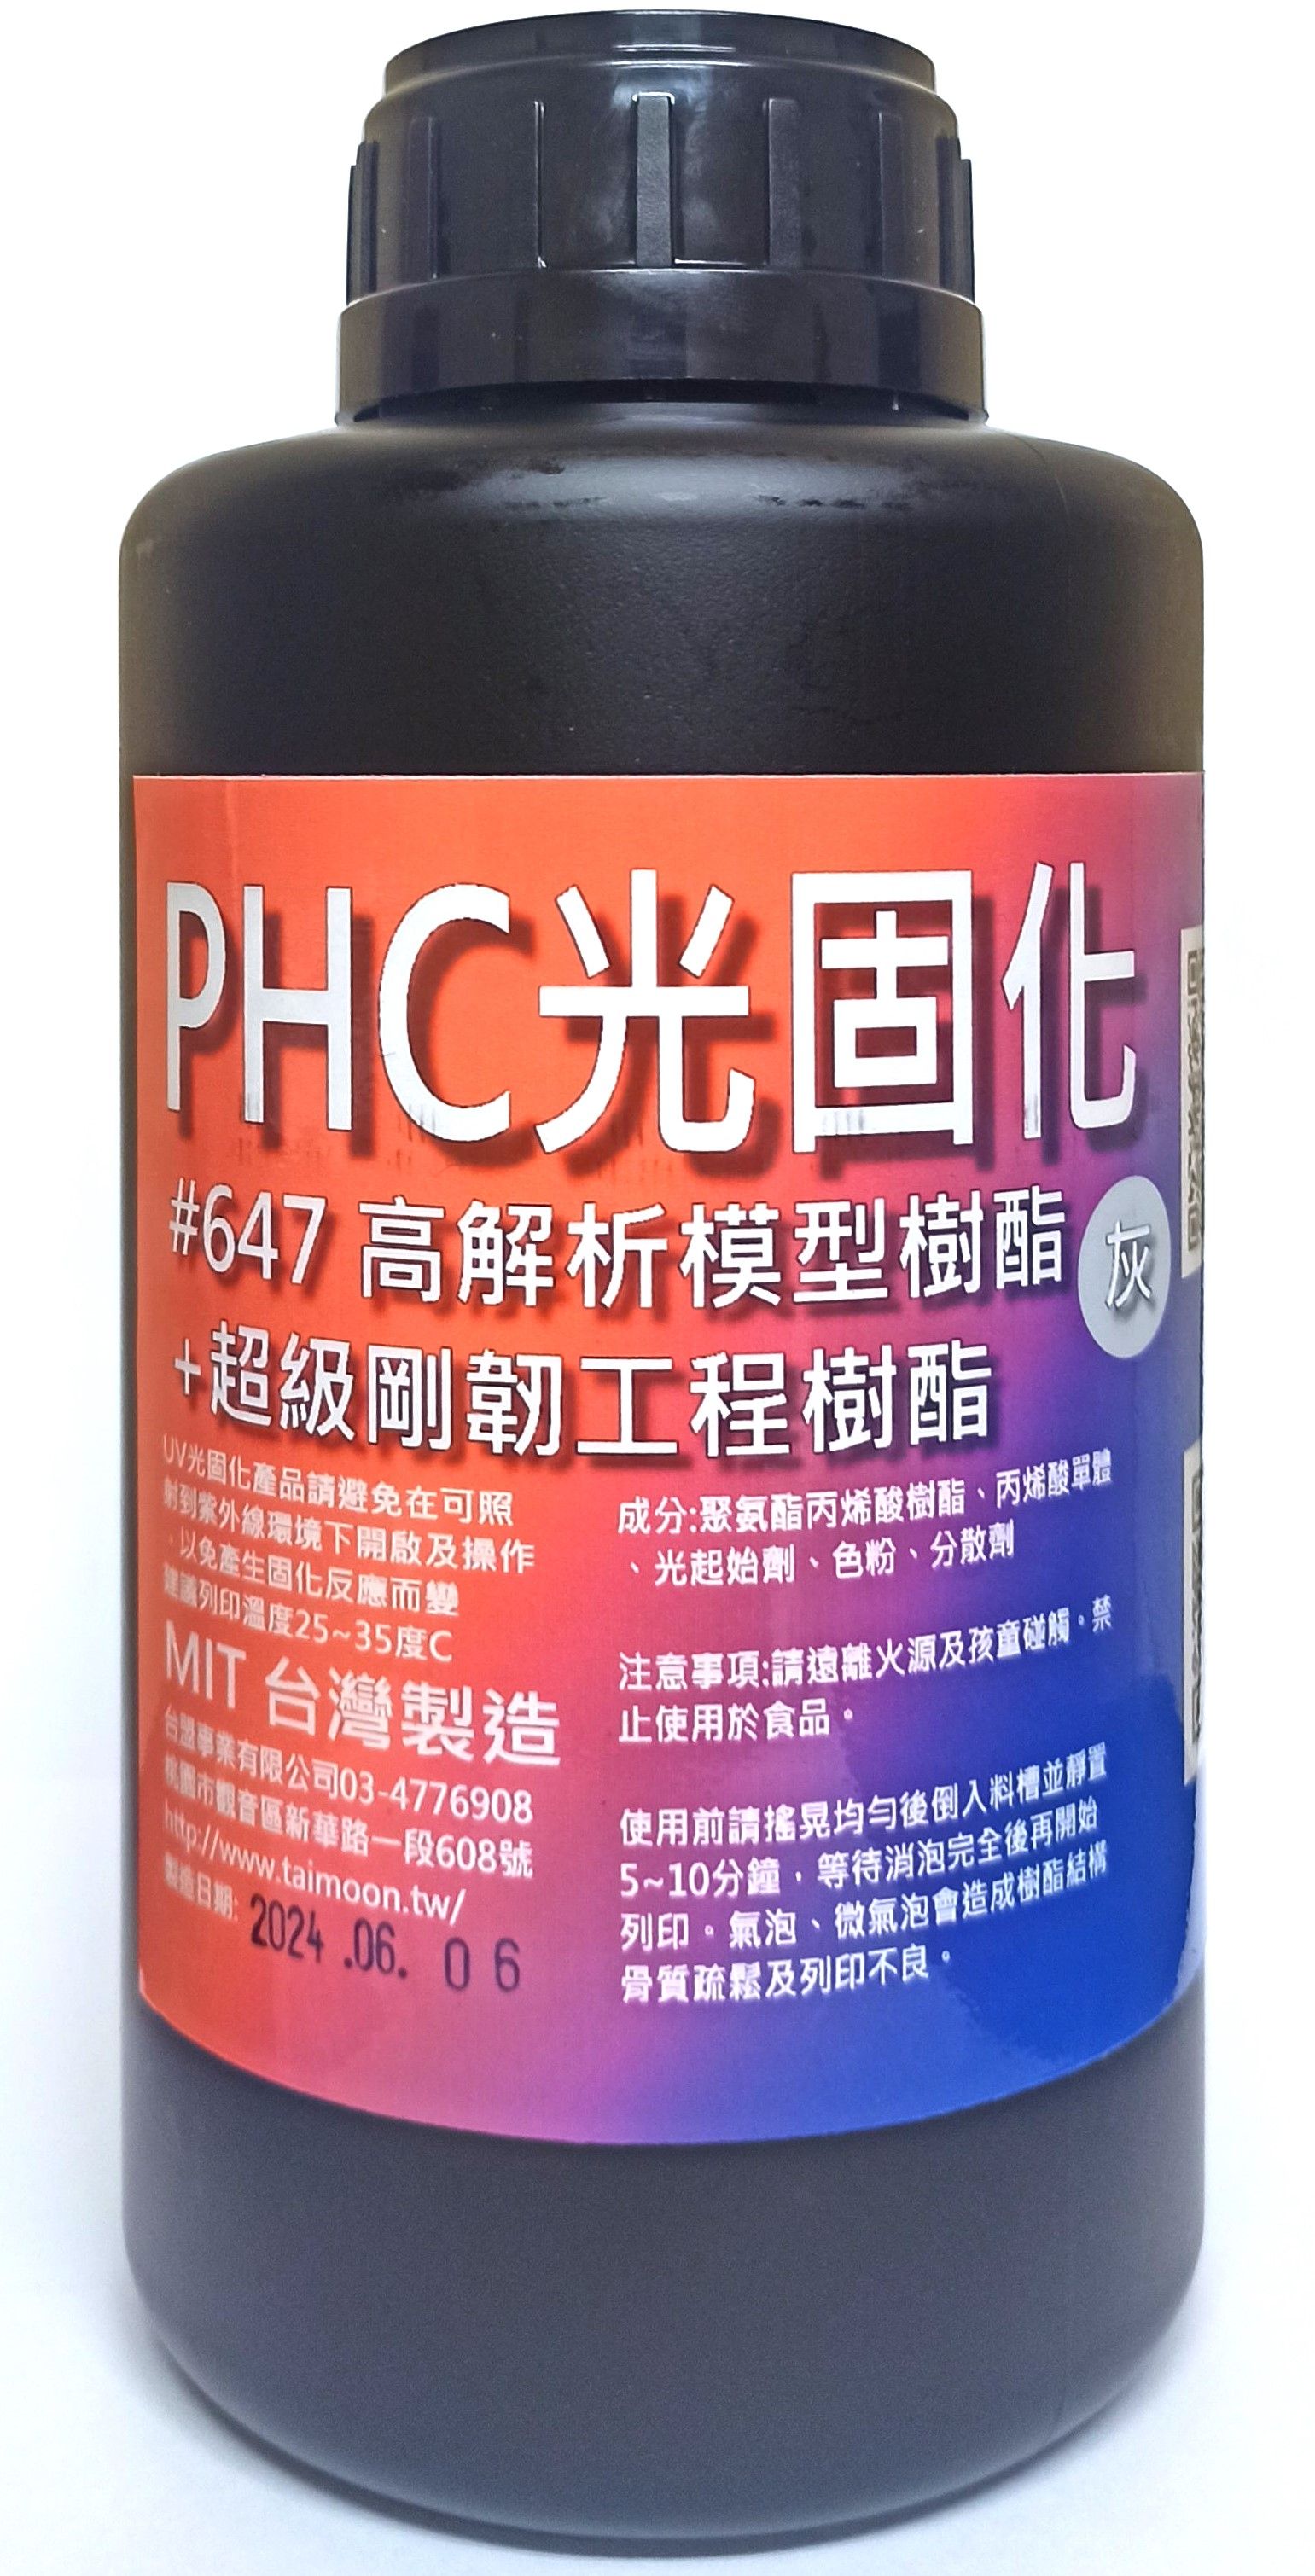 PHC光固化
#647 高解析模型樹酯 灰
+超級剛韌工程樹酯
UV光固化產品請避免在可照
射到紫外線環境下開啟及操作
，以免產生固化反應而變
建議列印溫度25~35度C
MIT 台灣製造
台盟事業有限公司03-4776908
桃園市觀音區新華路一段608號
http://www.taimoon.tw/
製造日期: 2024.06.06
成分:聚氨酯丙烯酸樹酯、丙烯酸單體
、光起始劑、色粉、分散劑
注意事項:請遠離火源及孩童碰觸。禁
止使用於食品。
使用前請搖晃均勻後倒入料槽並靜置
5~10分鐘，等待消泡完全後再開始
列印。氣泡、微氣泡會造成樹酯結構
骨質疏鬆及列印不良。